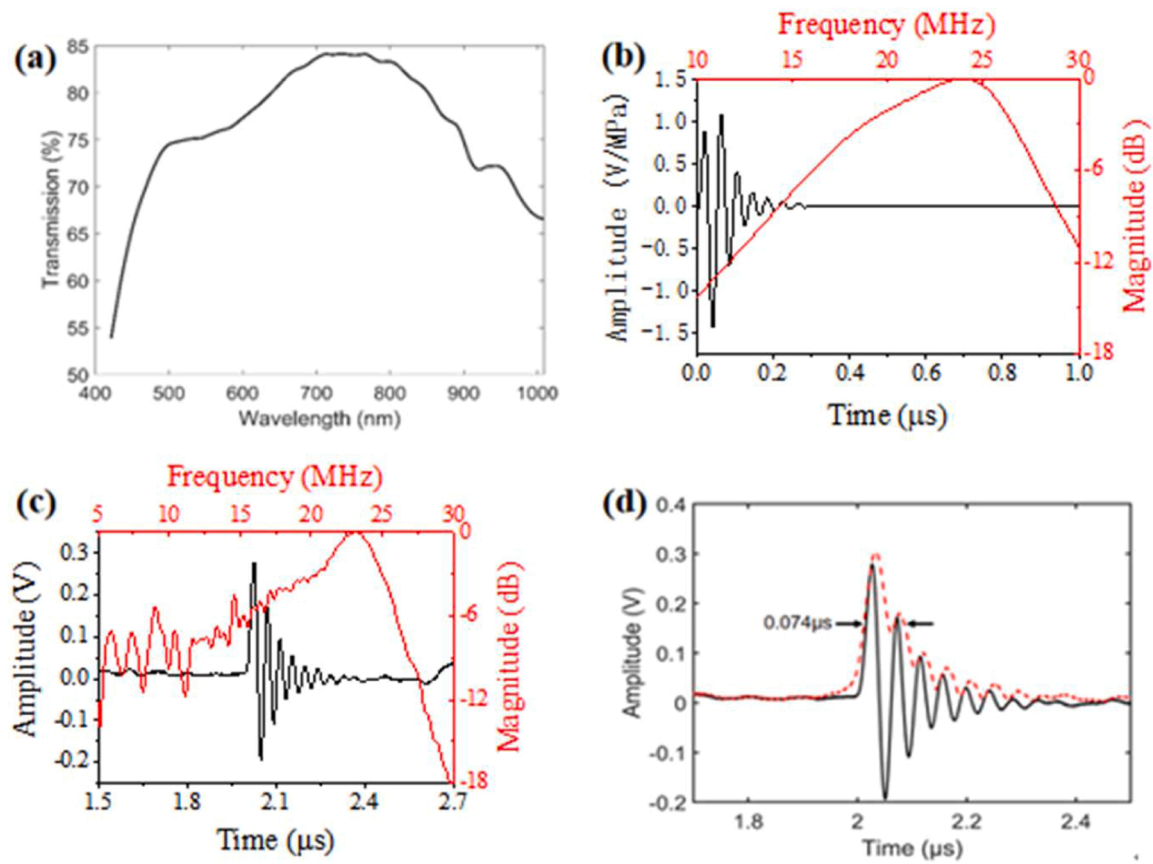 (a)
85
80
75
70
65
60
55
50
Transmission (%)
400 500 600 700 800 900 1000
Wavelength (nm)
(b)
Frequency (MHz)
10 15 20 25 30
1.5
1.0
0.5
0.0
-0.5
-1.0
-1.5
Amplitude (V/MPa)
0
-6
-12
-18
Magnitude (dB)
0.0 0.2 0.4 0.6 0.8 1.0
Time (μs)
(c)
Frequency (MHz)
5 10 15 20 25 30
0.3
0.2
0.1
0.0
-0.1
-0.2
Amplitude (V)
0
-6
-12
-18
Magnitude (dB)
1.5 1.8 2.1 2.4 2.7
Time (μs)
(d)
0.4
0.3
0.2
0.1
0
-0.1
-0.2
Amplitude (V)
0.074μs
1.8 2 2.2 2.4
Time (μs)